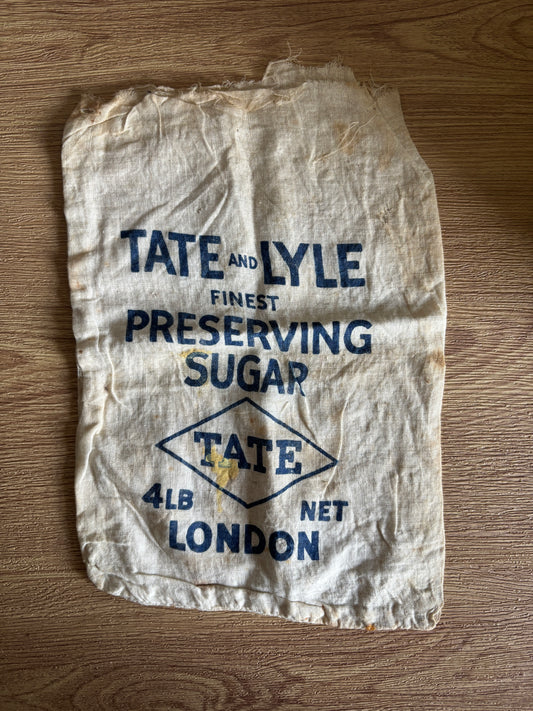 TATE AND LYLE
FINEST
PRESERVING
SUGAR
TATE
4LB NET
LONDON